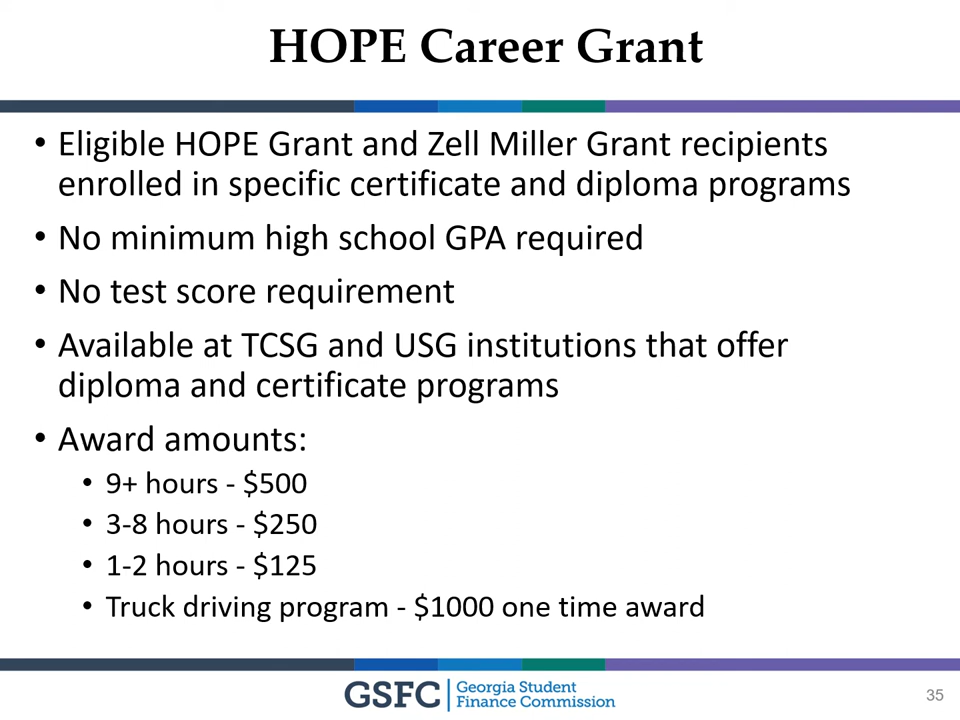 HOPE Career Grant
• Eligible HOPE Grant and Zell Miller Grant recipients
enrolled in specific certificate and diploma programs
• No minimum high school GPA required
• No test score requirement
• Available at TCSG and USG institutions that offer
diploma and certificate programs
• Award amounts:
• 9+ hours - $500
• 3-8 hours - $250
• 1-2 hours - $125
• Truck driving program - $1000 one time award
GSFC
Georgia Student
Finance Commission
35